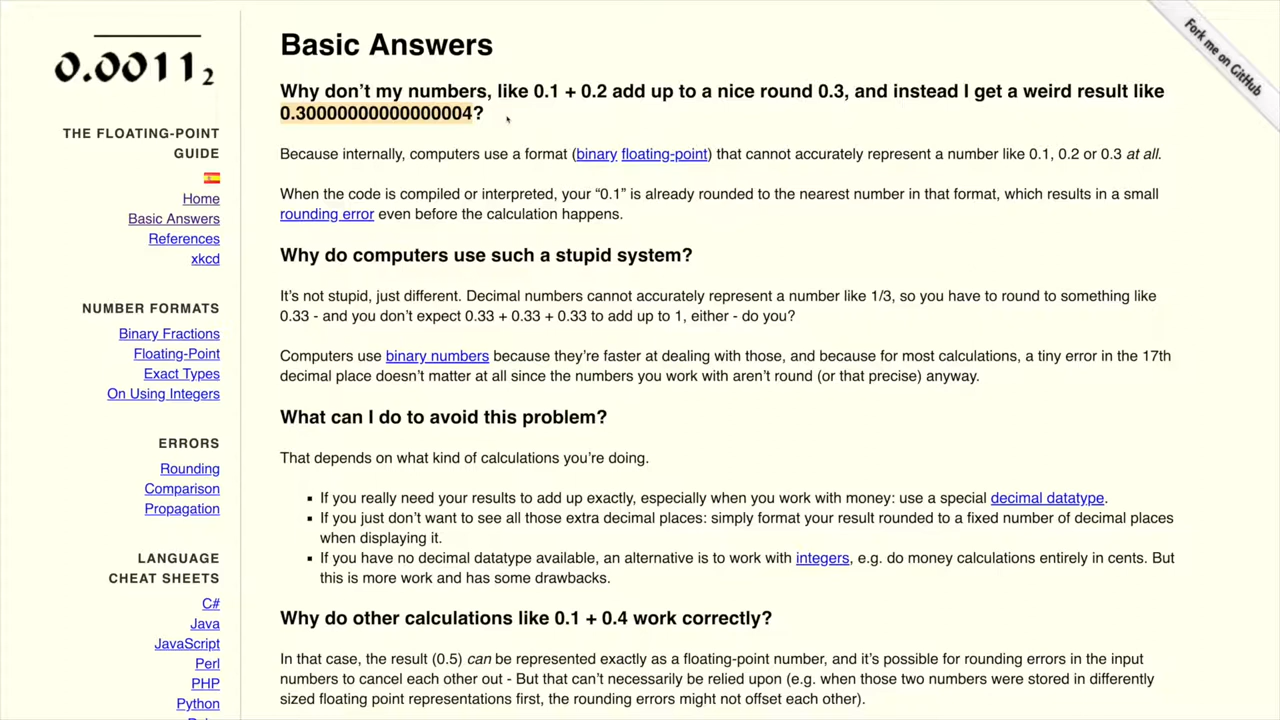 0.0011₂
THE FLOATING-POINT
GUIDE
Home
Basic Answers
References
xkcd
NUMBER FORMATS
Binary Fractions
Floating-Point
Exact Types
On Using Integers
ERRORS
Rounding
Comparison
Propagation
LANGUAGE
CHEAT SHEETS
C#
Java
JavaScript
Perl
PHP
Python
Basic Answers
Why don’t my numbers, like 0.1 + 0.2 add up to a nice round 0.3, and instead I get a weird result like
0.30000000000000004?
Because internally, computers use a format (binary floating-point) that cannot accurately represent a number like 0.1, 0.2 or 0.3 at all.
When the code is compiled or interpreted, your “0.1” is already rounded to the nearest number in that format, which results in a small
rounding error even before the calculation happens.
Why do computers use such a stupid system?
It’s not stupid, just different. Decimal numbers cannot accurately represent a number like 1/3, so you have to round to something like
0.33 - and you don’t expect 0.33 + 0.33 + 0.33 to add up to 1, either - do you?
Computers use binary numbers because they’re faster at dealing with those, and because for most calculations, a tiny error in the 17th
decimal place doesn’t matter at all since the numbers you work with aren’t round (or that precise) anyway.
What can I do to avoid this problem?
That depends on what kind of calculations you’re doing.
▪ If you really need your results to add up exactly, especially when you work with money: use a special decimal datatype.
▪ If you just don’t want to see all those extra decimal places: simply format your result rounded to a fixed number of decimal places
when displaying it.
▪ If you have no decimal datatype available, an alternative is to work with integers, e.g. do money calculations entirely in cents. But
this is more work and has some drawbacks.
Why do other calculations like 0.1 + 0.4 work correctly?
In that case, the result (0.5) can be represented exactly as a floating-point number, and it’s possible for rounding errors in the input
numbers to cancel each other out - But that can’t necessarily be relied upon (e.g. when those two numbers were stored in differently
sized floating point representations first, the rounding errors might not offset each other).
Fork me on GitHub